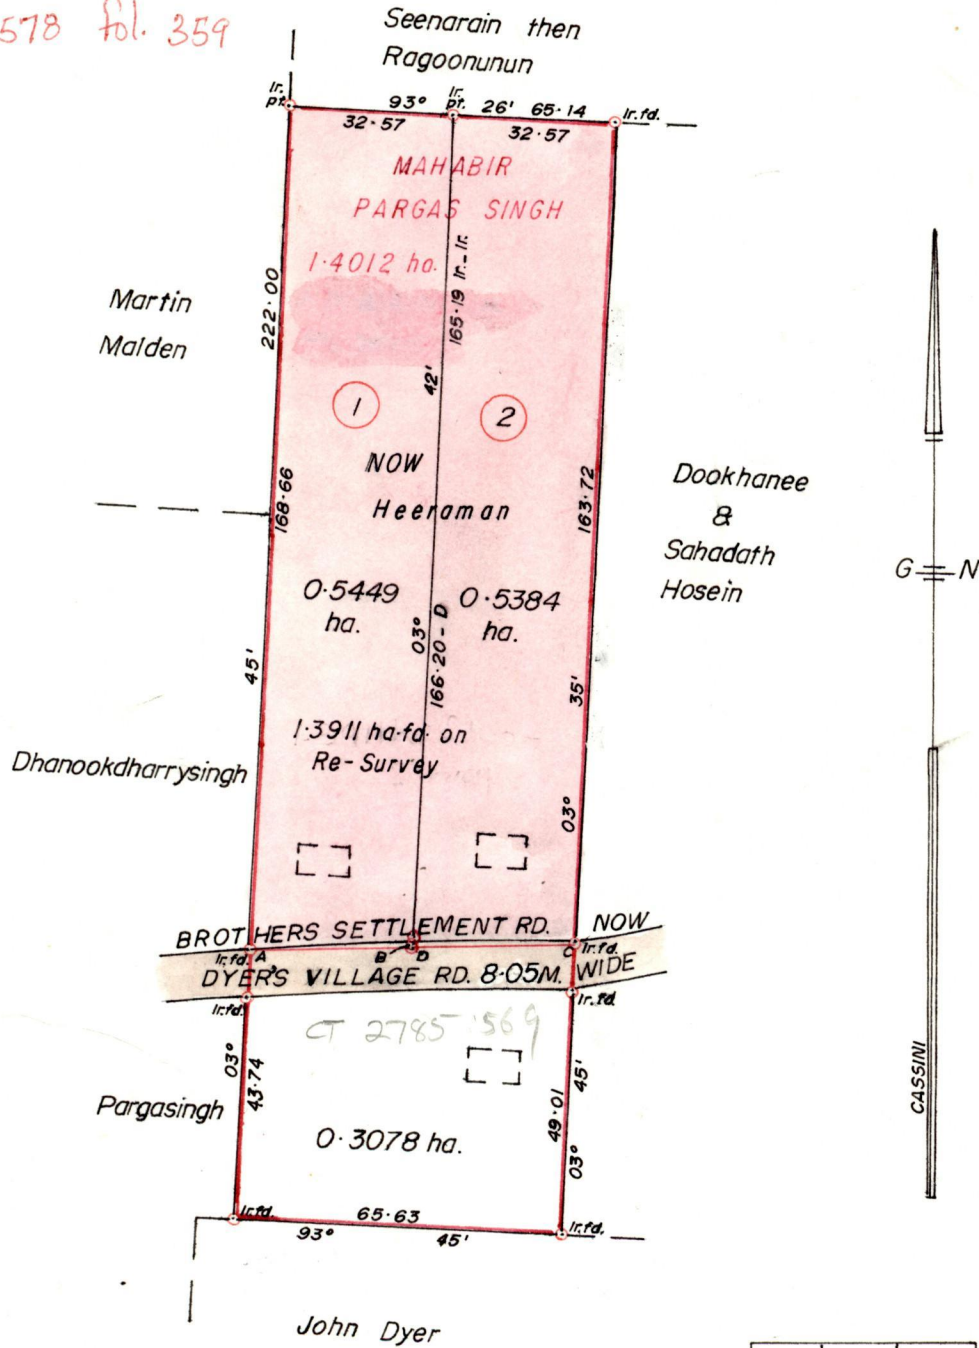 578 fol. 359
Seenarain then
Ragoonunun
Ir.
pt.
93°
Ir.
pt.
26' 65·14
Ir.fd.
32·57
32·57
MAHABIR
PARGAS SINGH
1·4012 ha.
222·00
165·19 Ir.-Ir.
Martin
Malden
42'
1
2
NOW
Heeraman
168·66
163·72
Dookhanee
&
Sahadath
Hosein
G N
0·5449
ha.
0·5384
ha.
03°
166·20 - D
45'
35'
1·3911 ha·fd· on
Re-Survey
Dhanookdharrysingh
03°
BROTHERS SETTLEMENT RD. NOW
Ir.fd. A
B D
C Ir.fd.
DYER'S VILLAGE RD. 8·05M. WIDE
Ir.fd.
Ir.fd.
CT 2785 569
03°
43·74
45'
49·01
03°
CASSINI
Pargasingh
0·3078 ha.
Ir.fd.
65·63
Ir.fd.
93° 45'
John Dyer